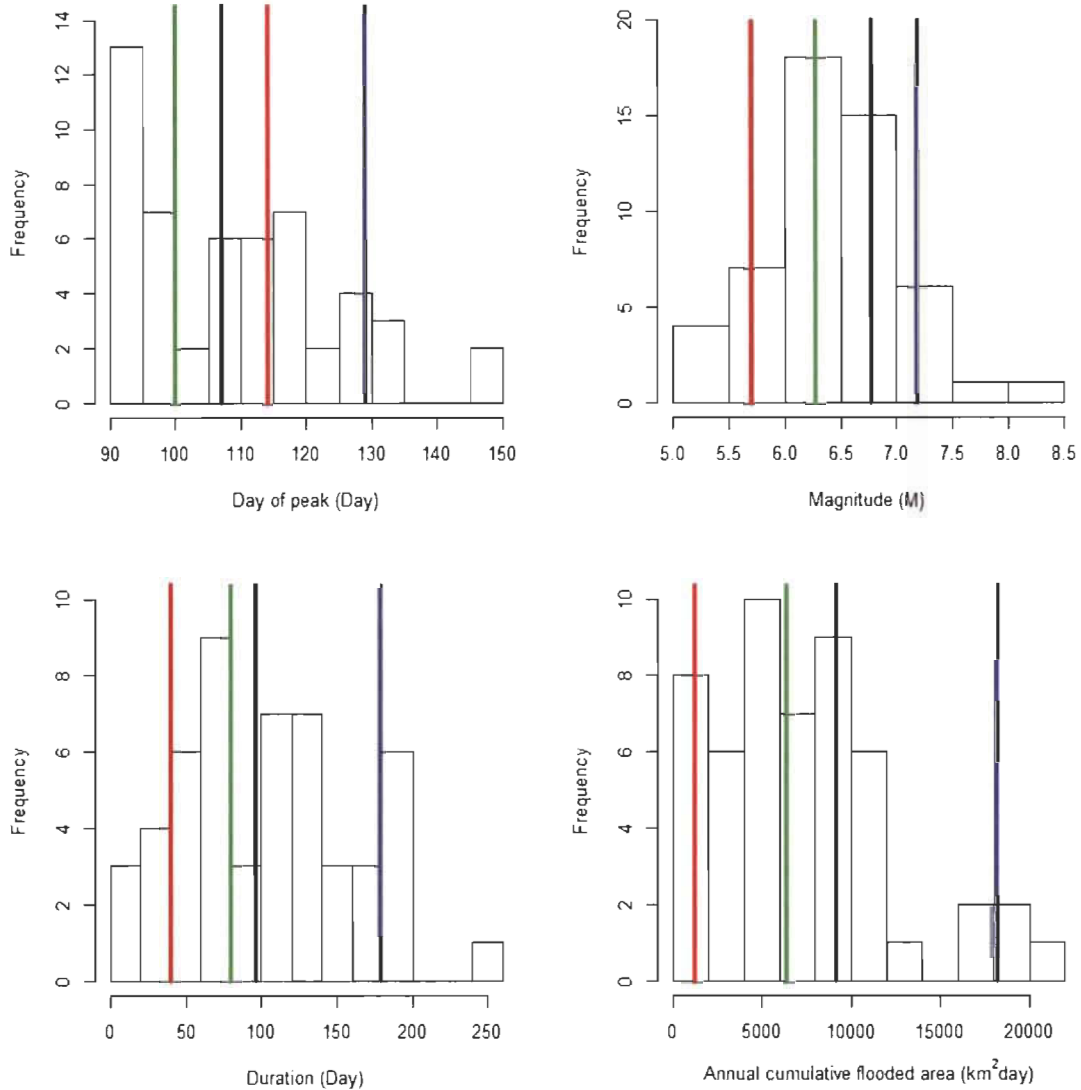 Frequency
0 2 4 6 8 10 12 14
90 100 110 120 130 140 150
Day of peak (Day)
Frequency
0 5 10 15 20
5.0 5.5 6.0 6.5 7.0 7.5 8.0 8.5
Magnitude (M)
Frequency
0 2 4 6 8 10
0 50 100 150 200 250
Duration (Day)
Frequency
0 2 4 6 8 10
0 5000 10000 15000 20000
Annual cumulative flooded area (km²day)